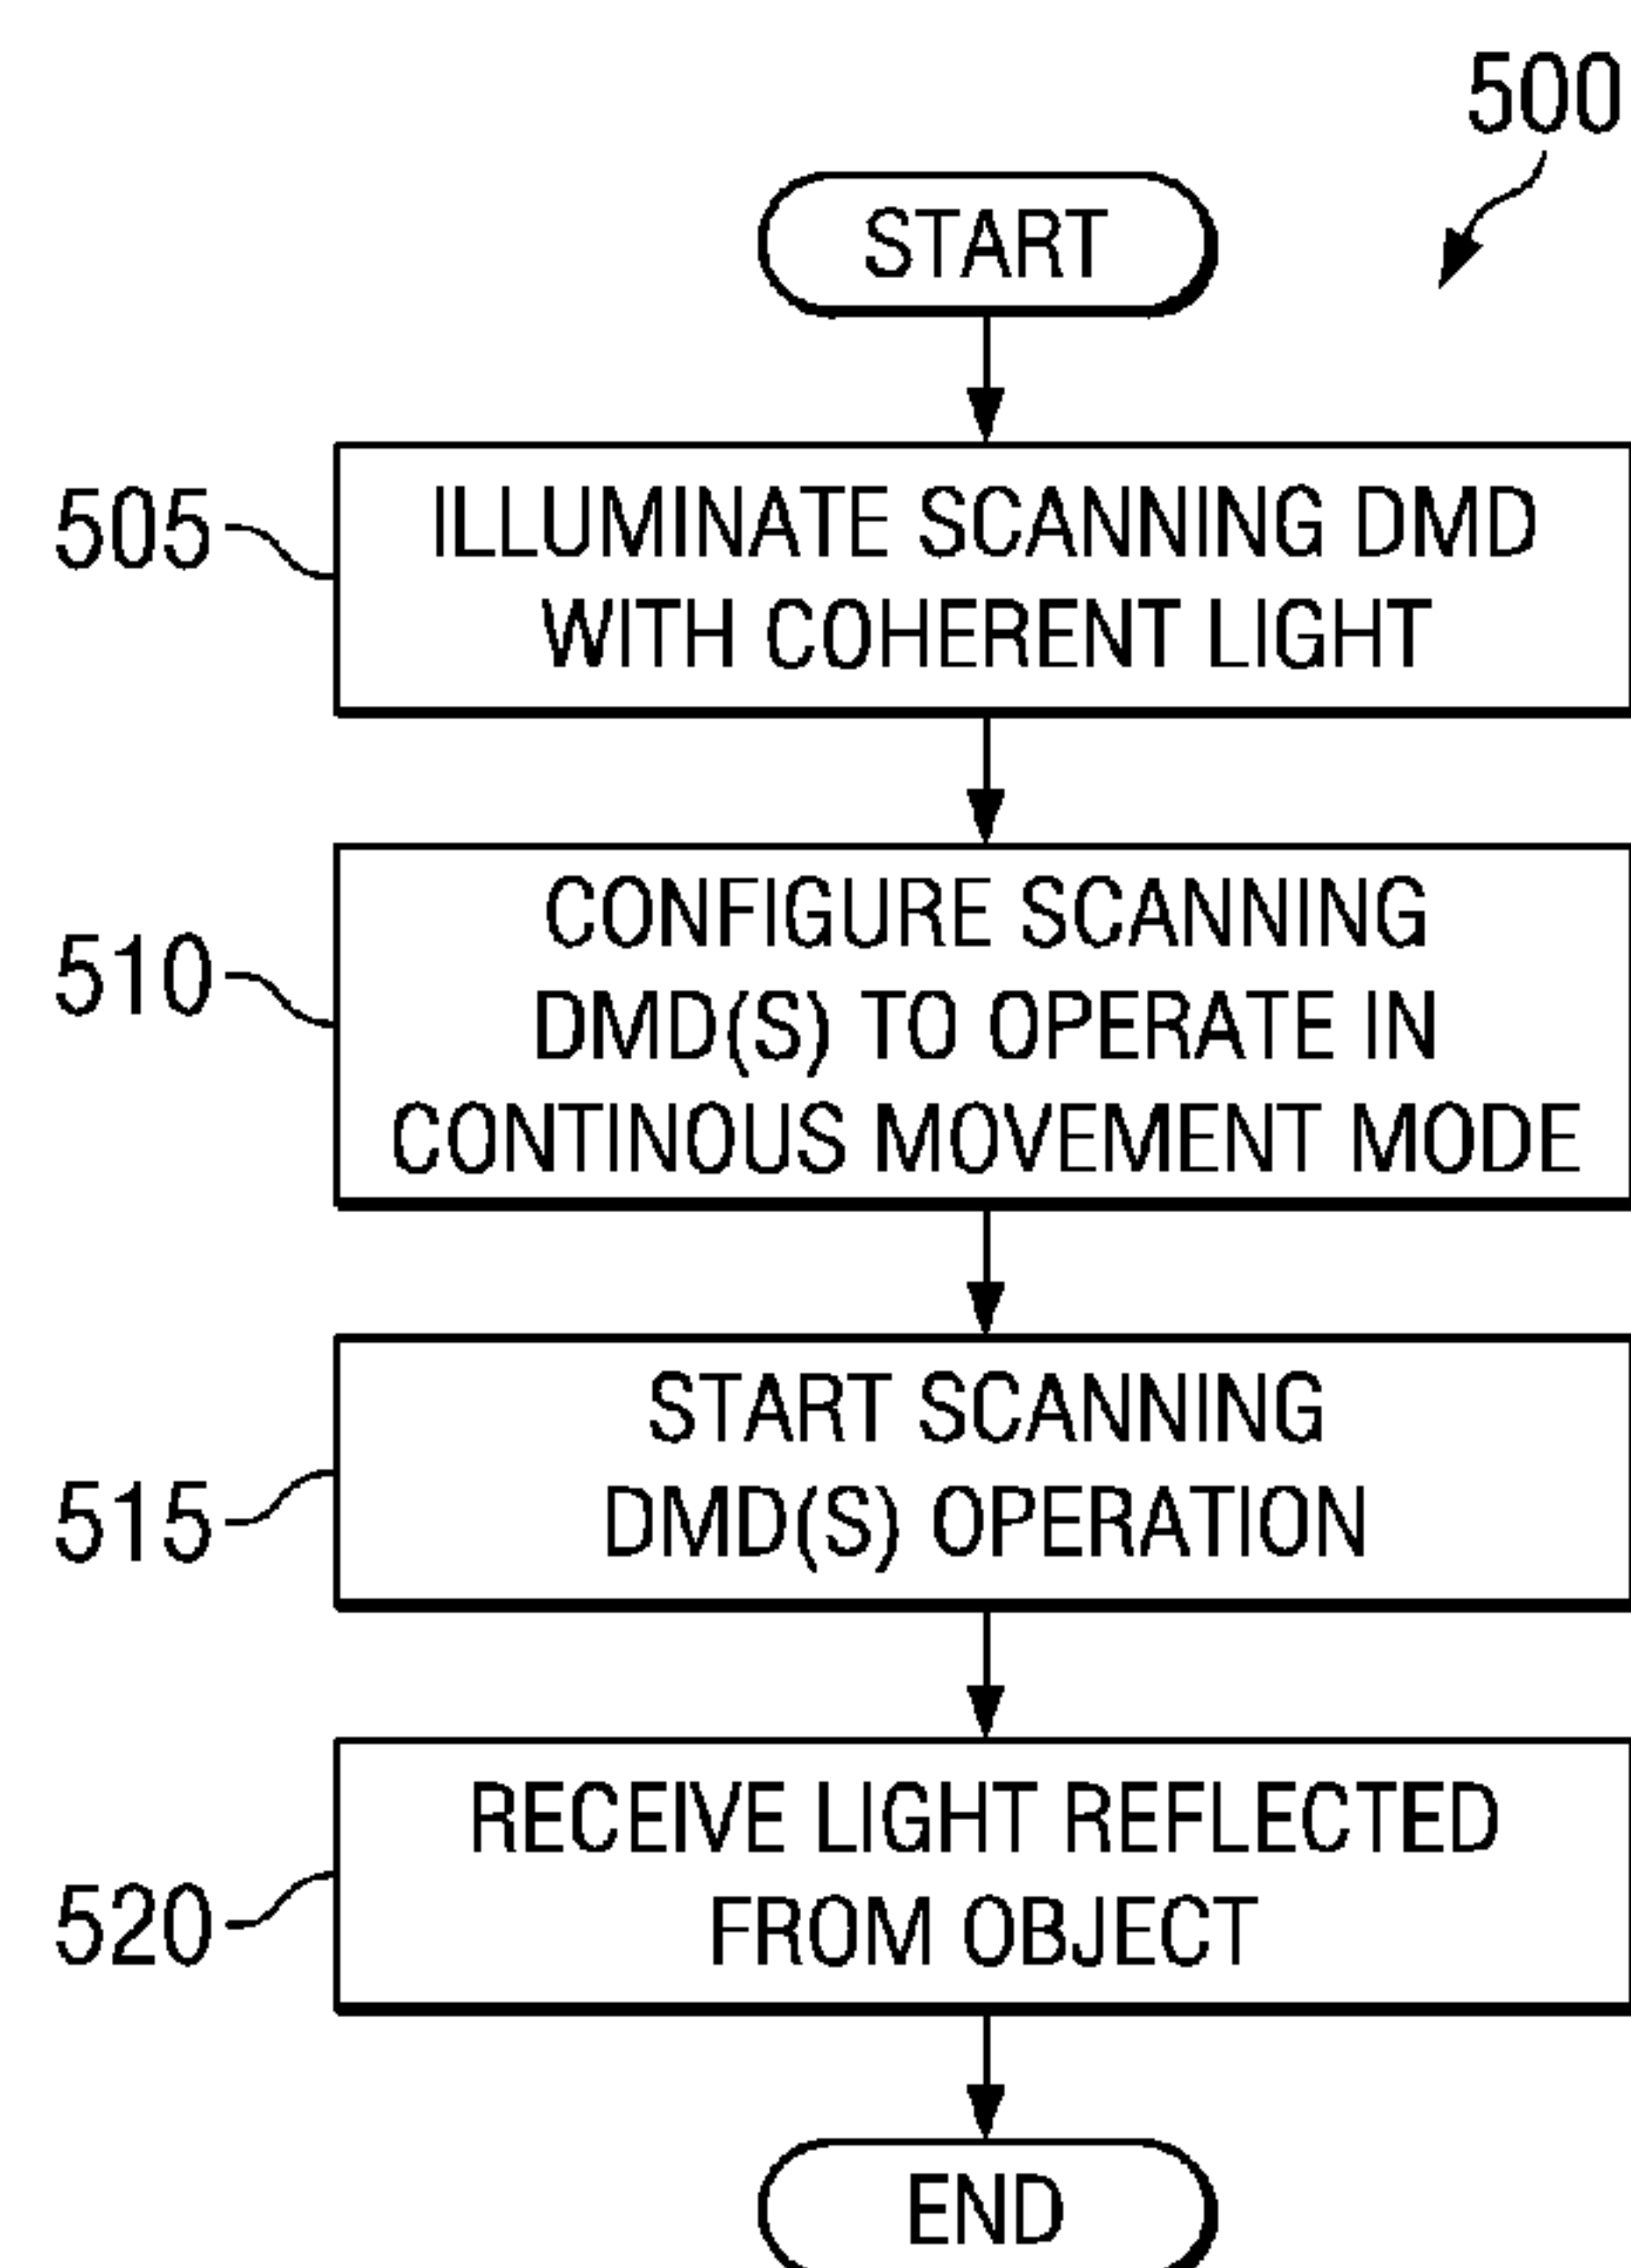 500
START
505
ILLUMINATE SCANNING DMD
WITH COHERENT LIGHT
510
CONFIGURE SCANNING
DMD(S) TO OPERATE IN
CONTINOUS MOVEMENT MODE
515
START SCANNING
DMD(S) OPERATION
520
RECEIVE LIGHT REFLECTED
FROM OBJECT
END